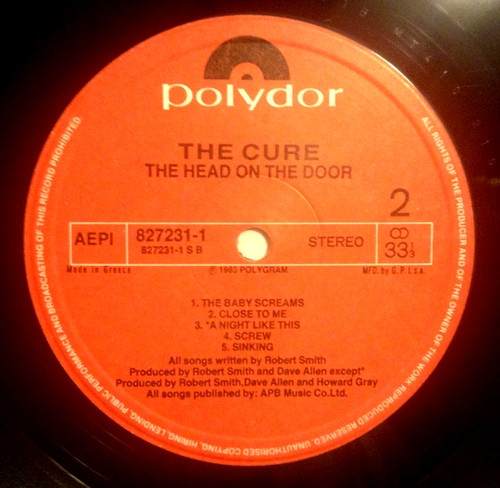 polydor
THE CURE
THE HEAD ON THE DOOR
2
AEPI
827231-1
827231-1 S B
STEREO
33 1/3
Made in Greece
℗ 1985 POLYGRAM
MFD. by G.P.I.s.a.
1. THE BABY SCREAMS
2. CLOSE TO ME
3. *A NIGHT LIKE THIS
4. SCREW
5. SINKING
All songs written by Robert Smith
Produced by Robert Smith and Dave Allen except*
Produced by Robert Smith,Dave Allen and Howard Gray
All songs published by: APB Music Co.Ltd.
ALL RIGHTS OF THE PRODUCER AND OF THE OWNER OF THE WORK REPRODUCED RESERVED. UNAUTHORISED COPYING, HIRING, LENDING, PUBLIC PERFORMANCE AND BROADCASTING OF THIS RECORD PROHIBITED.